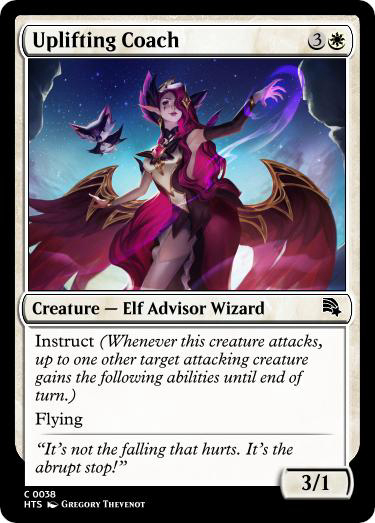 Uplifting Coach 3
Creature — Elf Advisor Wizard
Instruct (Whenever this creature attacks,
up to one other target attacking creature
gains the following abilities until end of
turn.)
Flying
“It's not the falling that hurts. It's the
abrupt stop!”
3/1
C 0038
HTS Gregory Thevenot